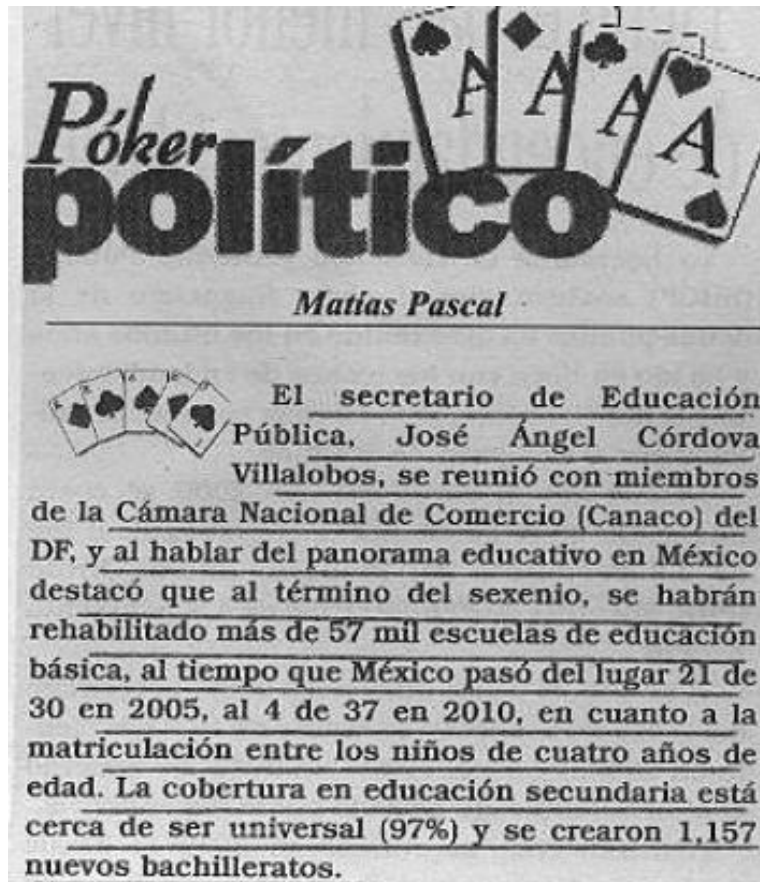 Póker
político
A A A A
Matías Pascal
El secretario de Educación
Pública, José Ángel Córdova
Villalobos, se reunió con miembros
de la Cámara Nacional de Comercio (Canaco) del
DF, y al hablar del panorama educativo en México
destacó que al término del sexenio, se habrán
rehabilitado más de 57 mil escuelas de educación
básica, al tiempo que México pasó del lugar 21 de
30 en 2005, al 4 de 37 en 2010, en cuanto a la
matriculación entre los niños de cuatro años de
edad. La cobertura en educación secundaria está
cerca de ser universal (97%) y se crearon 1,157
nuevos bachilleratos.